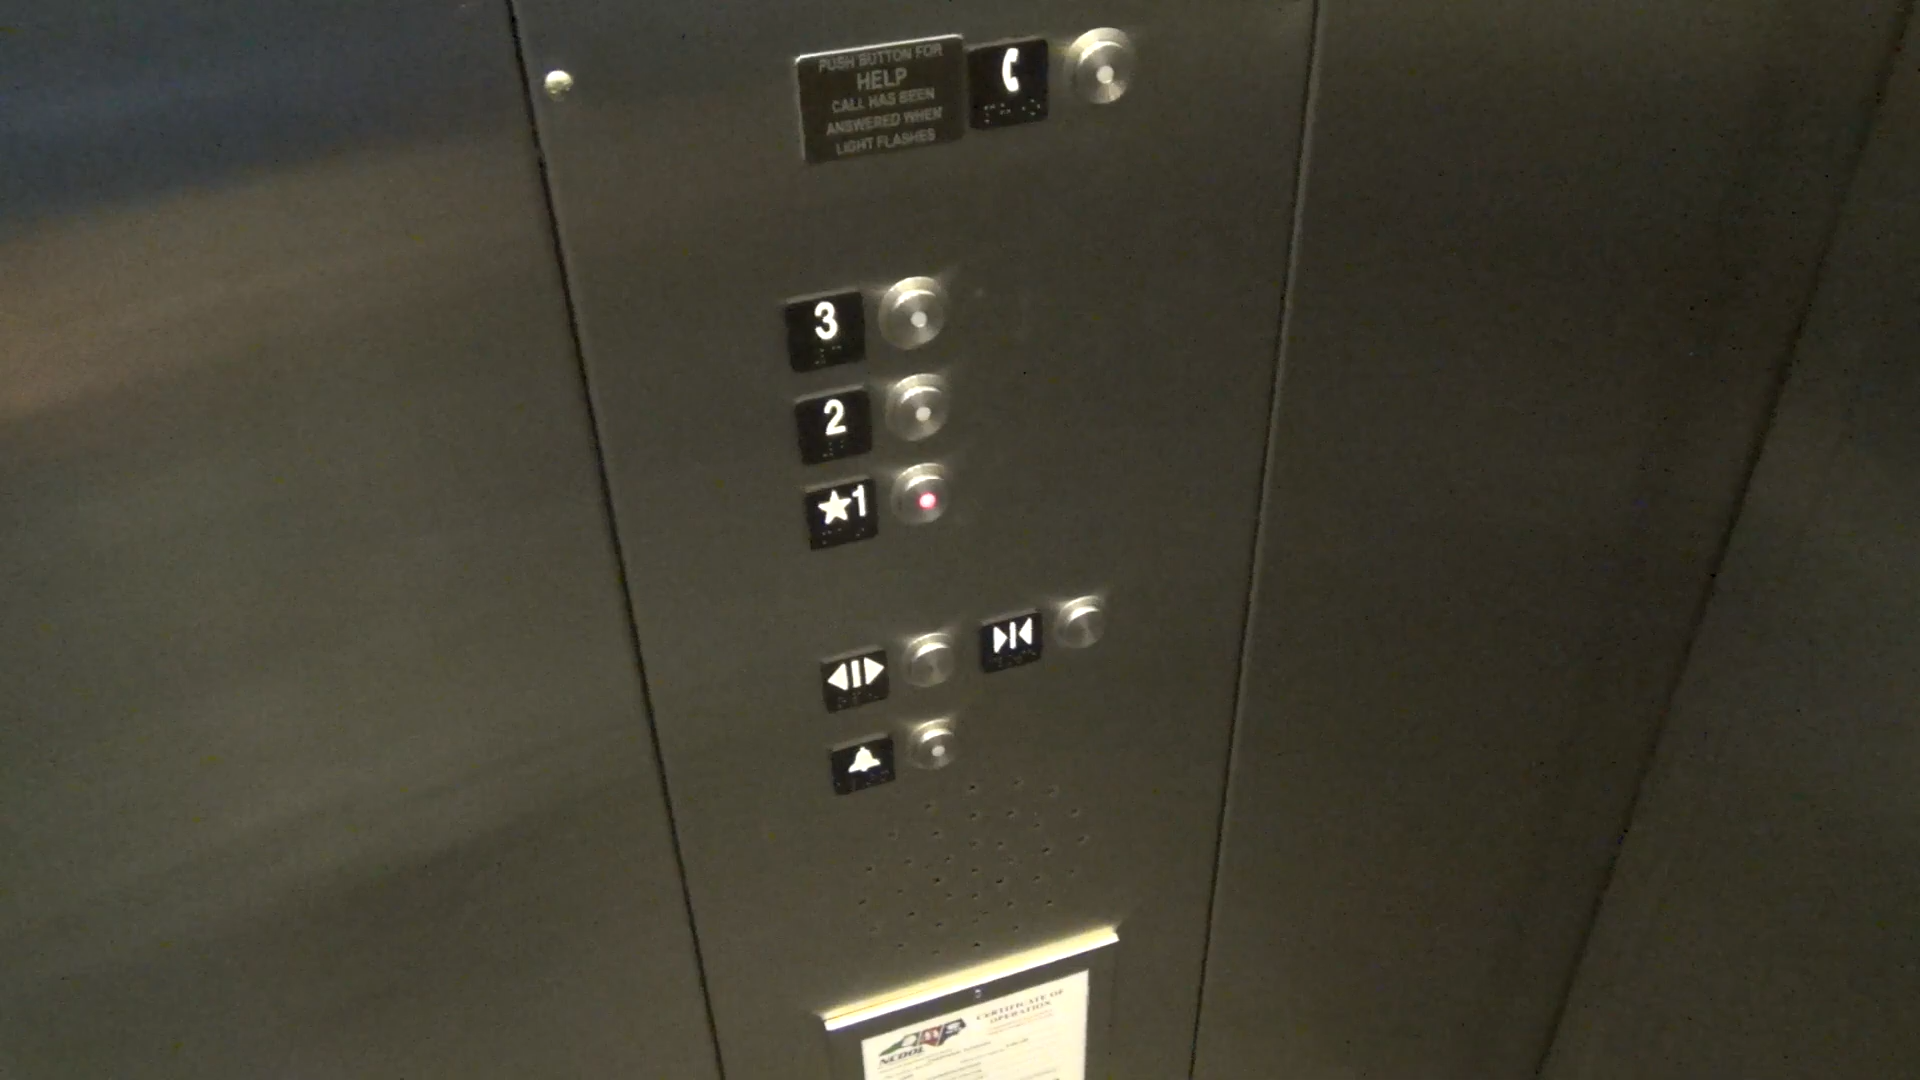 PUSH BUTTON FOR
HELP
CALL HAS BEEN
ANSWERED WHEN
LIGHT FLASHES
3
2
★1
CERTIFICATE OF
OPERATION
NCDOL